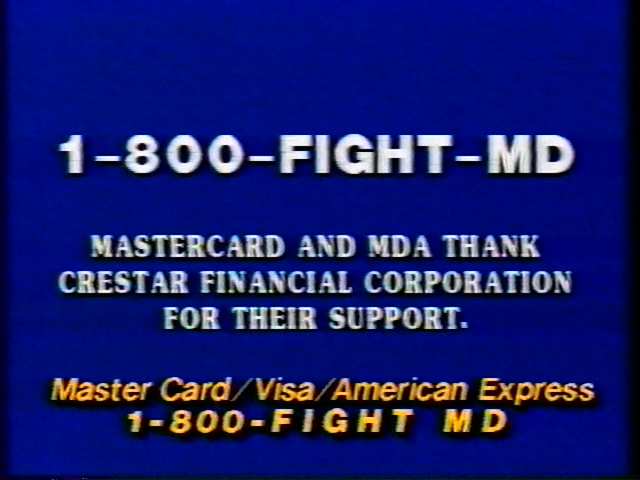 1-800-FIGHT-MD
MASTERCARD AND MDA THANK
CRESTAR FINANCIAL CORPORATION
FOR THEIR SUPPORT.
Master Card/Visa/American Express
1-800-FIGHT MD